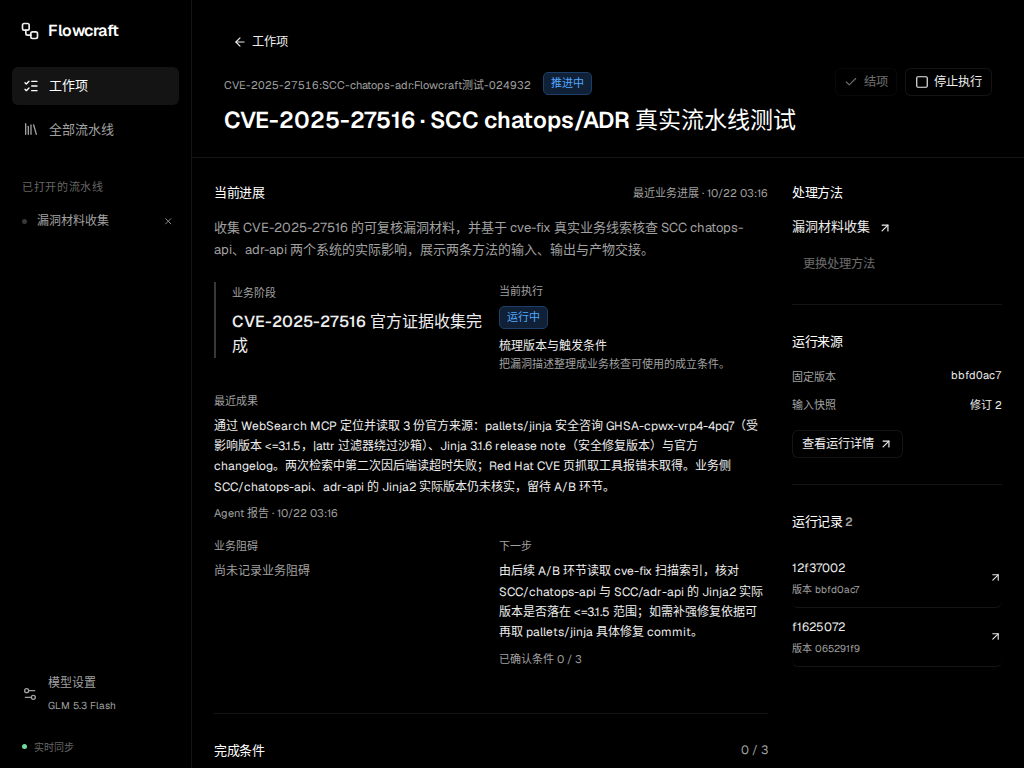 Flowcraft
工作项
全部流水线
已打开的流水线
漏洞材料收集
模型设置
GLM 5.3 Flash
实时同步
工作项
CVE-2025-27516:SCC-chatops-adr:Flowcraft测试-024932
推进中
结项
停止执行
CVE-2025-27516 · SCC chatops/ADR 真实流水线测试
当前进展
最近业务进展 · 10/22 03:16
收集 CVE-2025-27516 的可复核漏洞材料，并基于 cve-fix 真实业务线索核查 SCC chatops-
api、adr-api 两个系统的实际影响，展示两条方法的输入、输出与产物交接。
业务阶段
CVE-2025-27516 官方证据收集完
成
当前执行
运行中
梳理版本与触发条件
把漏洞描述整理成业务核查可使用的成立条件。
最近成果
通过 WebSearch MCP 定位并读取 3 份官方来源：pallets/jinja 安全咨询 GHSA-cpwx-vrp4-4pq7（受
影响版本 <=3.1.5，|attr 过滤器绕过沙箱）、Jinja 3.1.6 release note（安全修复版本）与官方
changelog。两次检索中第二次因后端读超时失败；Red Hat CVE 页抓取工具报错未取得。业务侧
SCC/chatops-api、adr-api 的 Jinja2 实际版本仍未核实，留待 A/B 环节。
Agent 报告 · 10/22 03:16
业务阻碍
尚未记录业务阻碍
下一步
由后续 A/B 环节读取 cve-fix 扫描索引，核对
SCC/chatops-api 与 SCC/adr-api 的 Jinja2 实际
版本是否落在 <=3.1.5 范围；如需补强修复依据可
再取 pallets/jinja 具体修复 commit。
已确认条件 0 / 3
完成条件
0 / 3
处理方法
漏洞材料收集
更换处理方法
运行来源
固定版本
bbfd0ac7
输入快照
修订 2
查看运行详情
运行记录 2
12f37002
版本 bbfd0ac7
f1625072
版本 065291f9